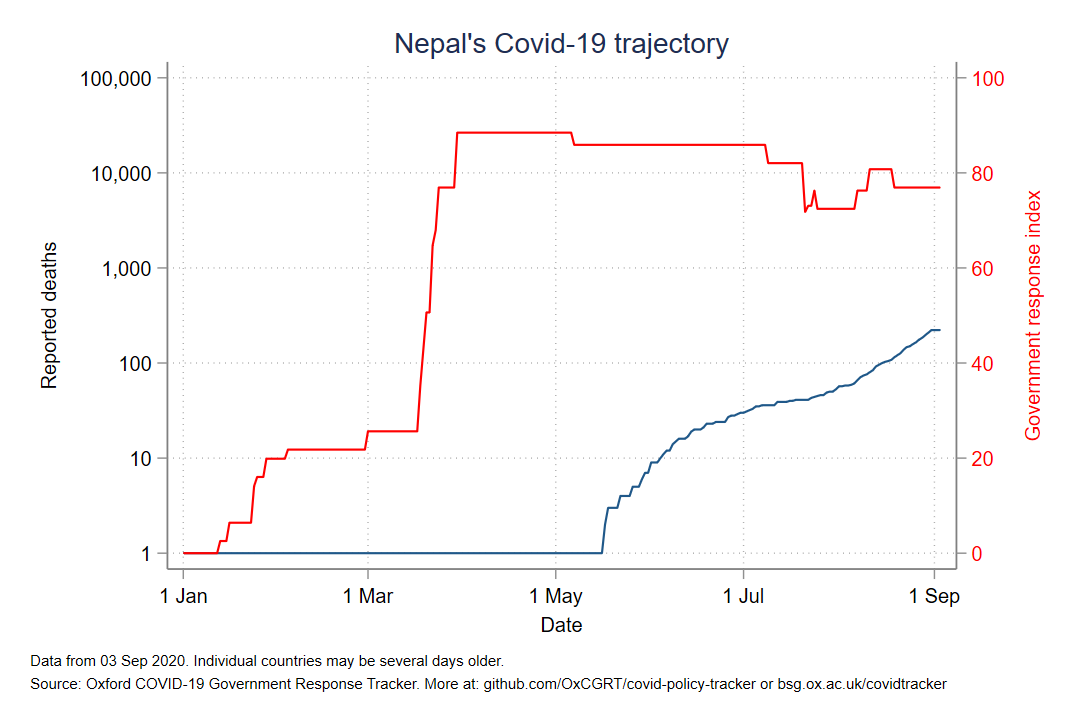 Nepal's Covid-19 trajectory
100,000
10,000
1,000
100
10
1
Reported deaths
100
80
60
40
20
0
Government response index
1 Jan
1 Mar
1 May
1 Jul
1 Sep
Date
Data from 03 Sep 2020. Individual countries may be several days older.
Source: Oxford COVID-19 Government Response Tracker. More at: github.com/OxCGRT/covid-policy-tracker or bsg.ox.ac.uk/covidtracker